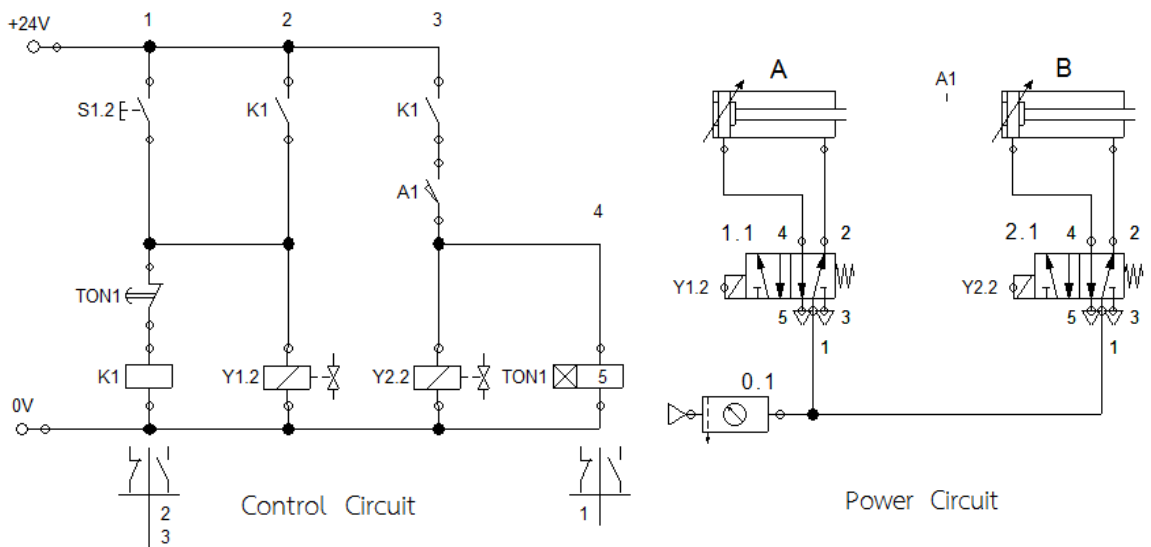 1 2 3
+24V
S1.2 K1 K1
A1
4
TON1
K1 Y1.2 Y2.2 TON1 5
0V
2
3
1
Control Circuit
A A1 B
1.1 4 2 2.1 4 2
Y1.2 Y2.2
5 3 5 3
1 1
0.1
Power Circuit